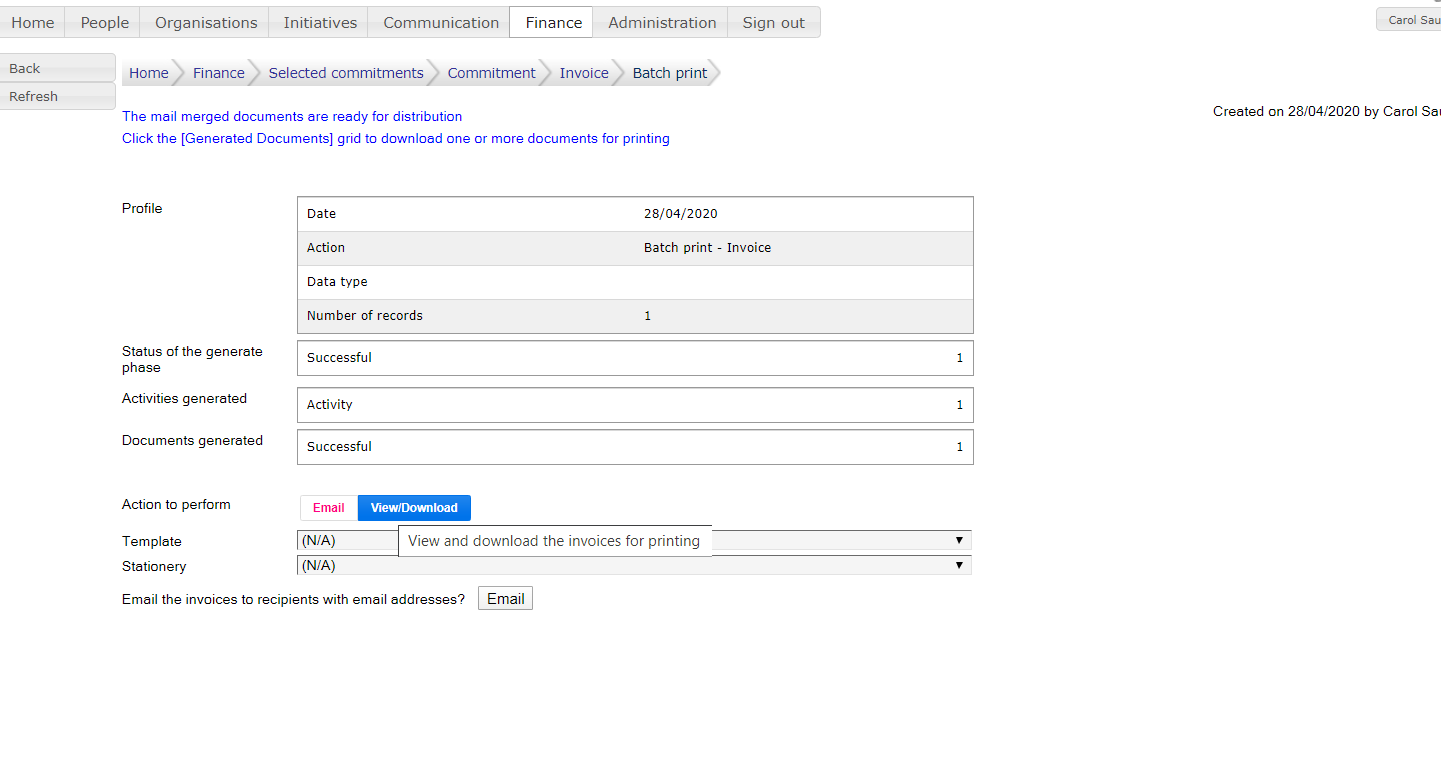 Home People Organisations Initiatives Communication Finance Administration Sign out
Carol Sau
Back
Refresh
Home Finance Selected commitments Commitment Invoice Batch print
The mail merged documents are ready for distribution
Click the [Generated Documents] grid to download one or more documents for printing
Created on 28/04/2020 by Carol Sau
Profile
Date 28/04/2020
Action Batch print - Invoice
Data type
Number of records 1
Status of the generate
phase
Successful 1
Activities generated Activity 1
Documents generated Successful 1
Action to perform Email View/Download
Template (N/A)
View and download the invoices for printing
Stationery (N/A)
Email the invoices to recipients with email addresses? Email